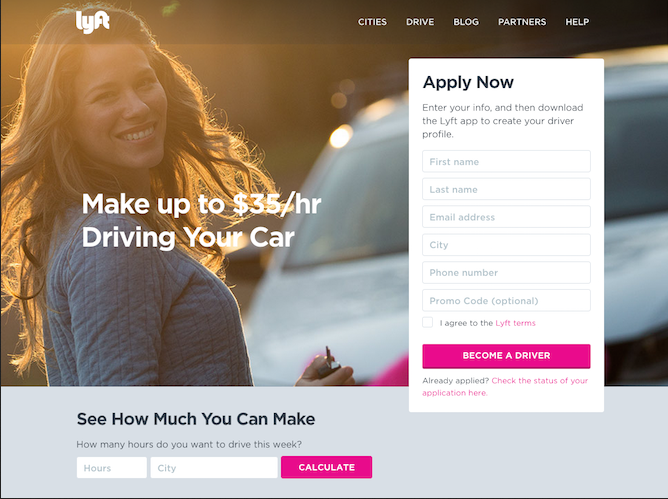 lyft
CITIES DRIVE BLOG PARTNERS HELP
Make up to $35/hr
Driving Your Car
Apply Now
Enter your info, and then download
the Lyft app to create your driver
profile.
First name
Last name
Email address
City
Phone number
Promo Code (optional)
I agree to the Lyft terms
BECOME A DRIVER
Already applied? Check the status of your
application here.
See How Much You Can Make
How many hours do you want to drive this week?
Hours City CALCULATE